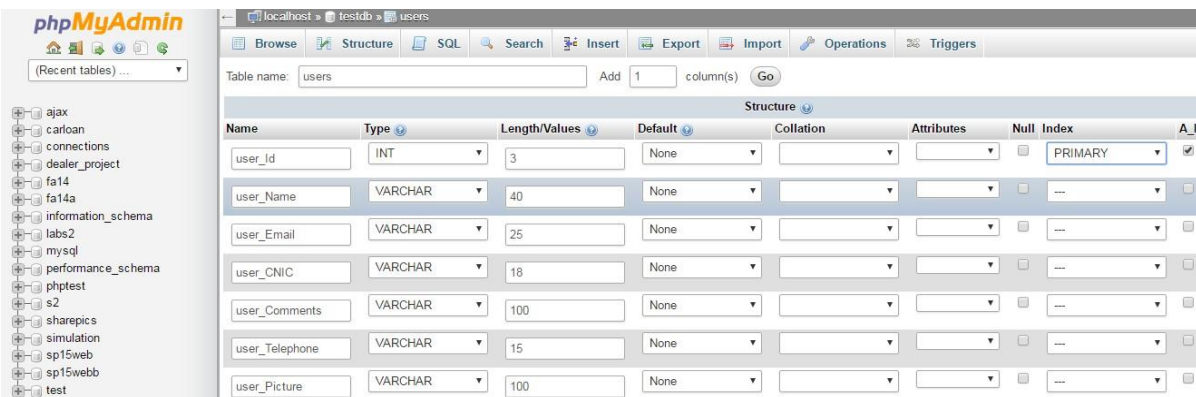 phpMyAdmin
(Recent tables) ...
ajax
carloan
connections
dealer_project
fa14
fa14a
information_schema
labs2
mysql
performance_schema
phptest
s2
sharepics
simulation
sp15web
sp15webb
test
localhost » testdb » users
Browse Structure SQL Search Insert Export Import Operations Triggers
Table name: users Add 1 column(s) Go
Structure
Name Type Length/Values Default Collation Attributes Null Index
user_Id INT 3 None PRIMARY
user_Name VARCHAR 40 None ---
user_Email VARCHAR 25 None ---
user_CNIC VARCHAR 18 None ---
user_Comments VARCHAR 100 None ---
user_Telephone VARCHAR 15 None ---
user_Picture VARCHAR 100 None ---